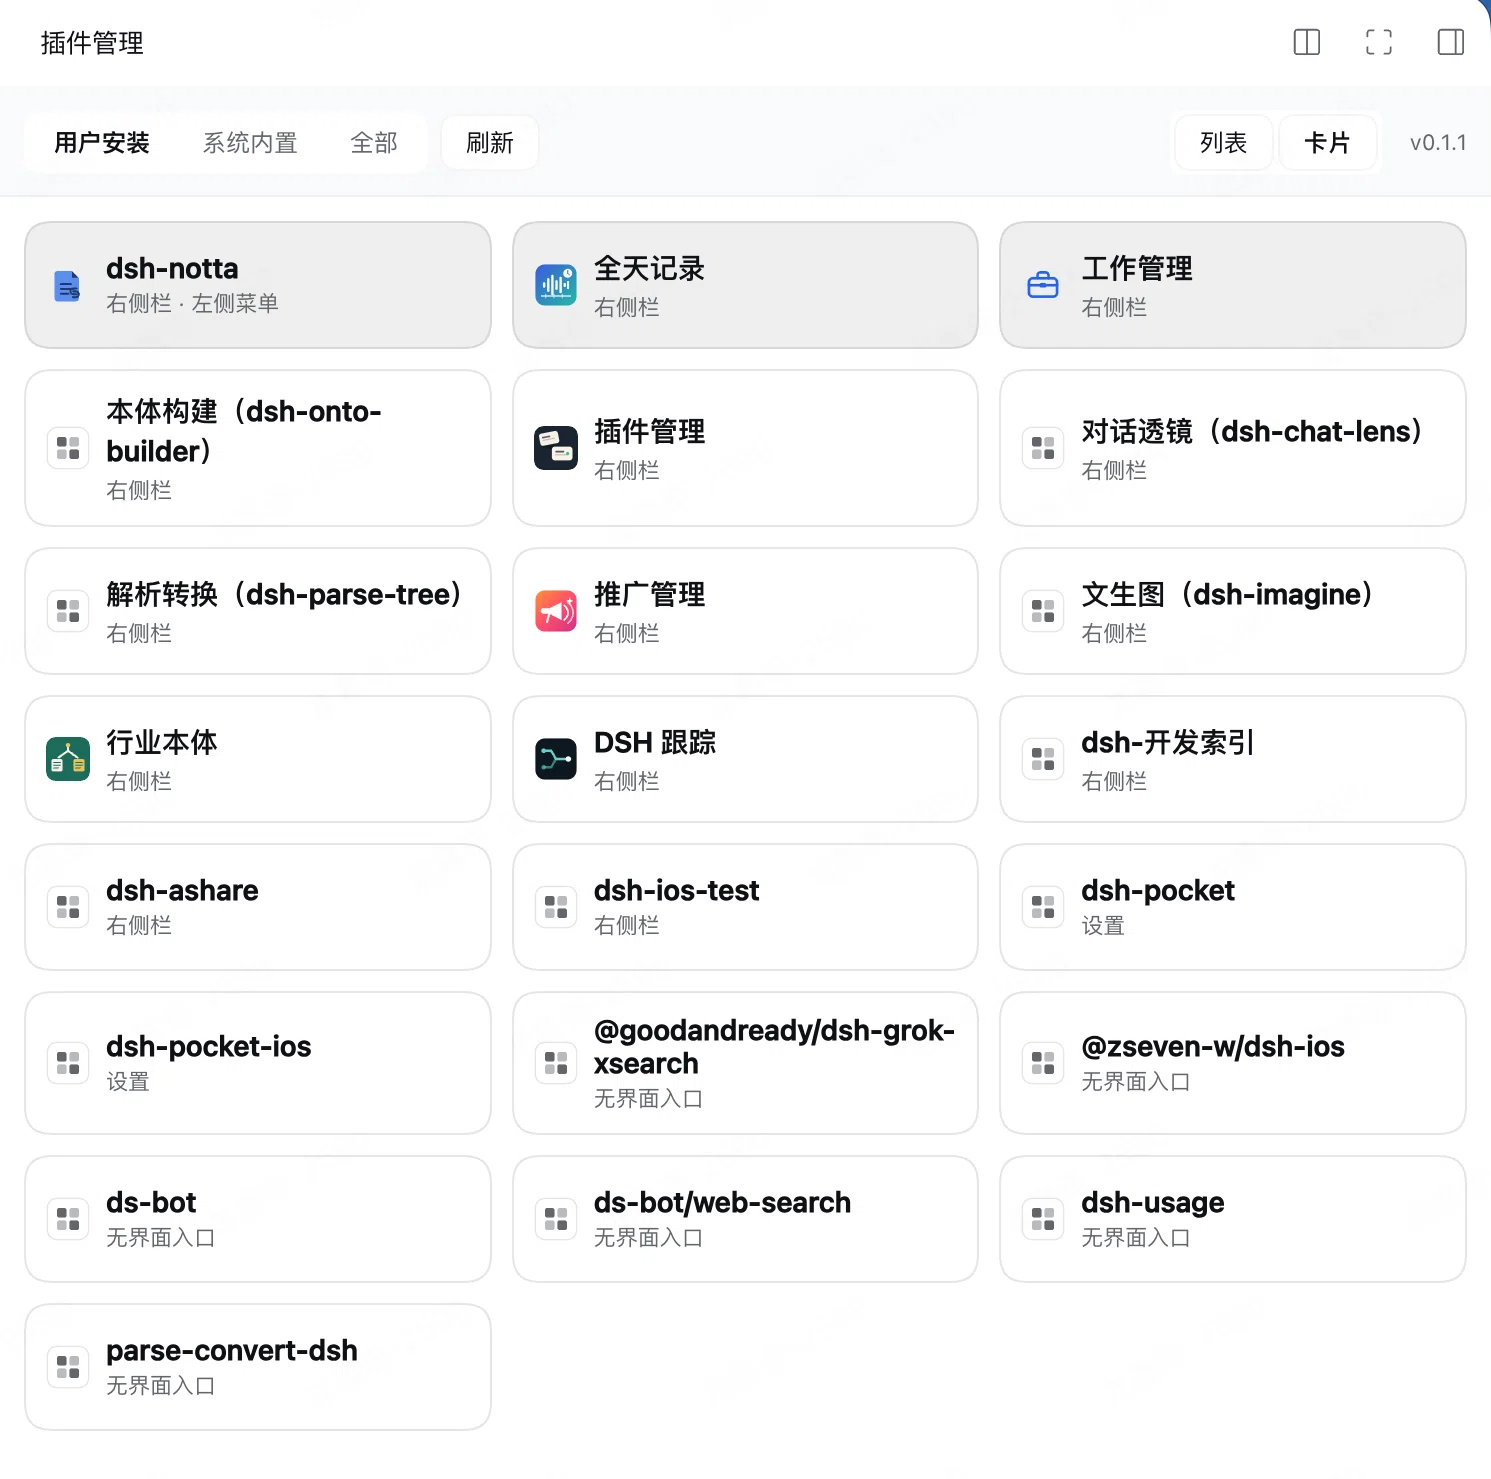 插件管理
用户安装 系统内置 全部 刷新 列表 卡片 v0.1.1
dsh-notta
右侧栏 · 左侧菜单
全天记录
右侧栏
工作管理
右侧栏
本体构建（dsh-onto-
builder）
右侧栏
插件管理
右侧栏
对话透镜（dsh-chat-lens）
右侧栏
解析转换（dsh-parse-tree）
右侧栏
推广管理
右侧栏
文生图（dsh-imagine）
右侧栏
行业本体
右侧栏
DSH 跟踪
右侧栏
dsh-开发索引
右侧栏
dsh-ashare
右侧栏
dsh-ios-test
右侧栏
dsh-pocket
设置
dsh-pocket-ios
设置
@goodandready/dsh-grok-
xsearch
无界面入口
@zseven-w/dsh-ios
无界面入口
ds-bot
无界面入口
ds-bot/web-search
无界面入口
dsh-usage
无界面入口
parse-convert-dsh
无界面入口